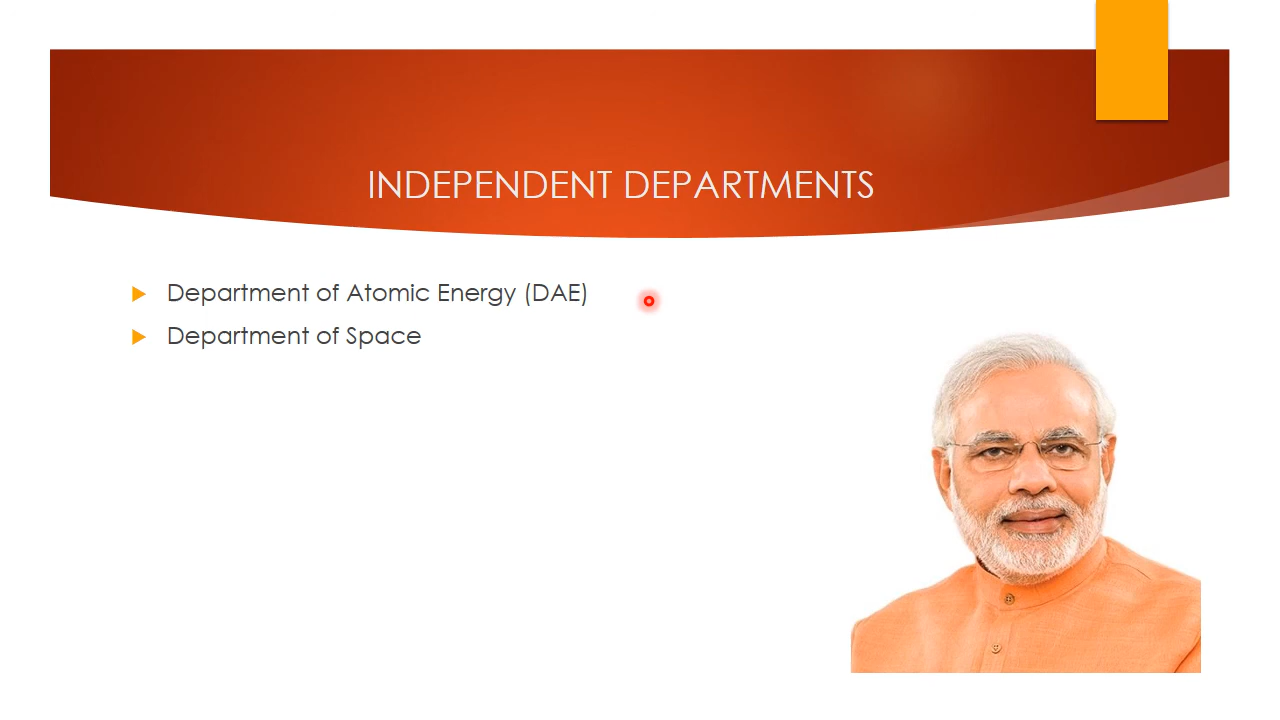 INDEPENDENT DEPARTMENTS
Department of Atomic Energy (DAE)
Department of Space